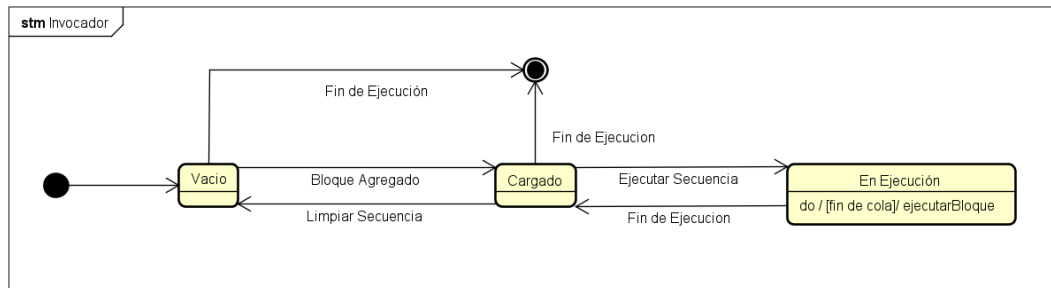 stm Invocador
Fin de Ejecución
Fin de Ejecucion
Vacio
Bloque Agregado
Cargado
Ejecutar Secuencia
En Ejecución
Limpiar Secuencia
Fin de Ejecucion
do / [fin de cola]/ ejecutarBloque